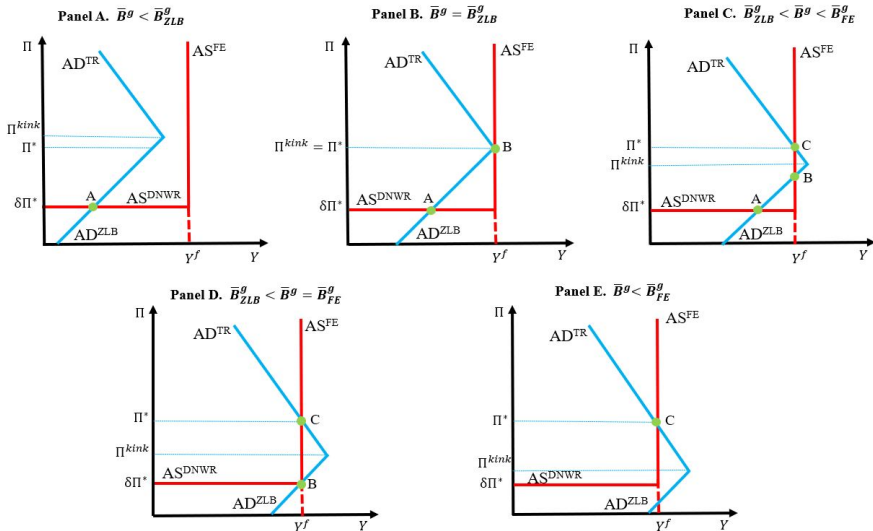 Panel A. B̅ᵍ < B̅ᵍ_ZLB
Π
AD^TR
AS^FE
Π^kink
Π*
A
AS^DNWR
δΠ*
AD^ZLB
Y^f
Y
Panel B. B̅ᵍ = B̅ᵍ_ZLB
Π
AD^TR
AS^FE
Π^kink = Π*
B
A
AS^DNWR
δΠ*
AD^ZLB
Y^f
Y
Panel C. B̅ᵍ_ZLB < B̅ᵍ < B̅ᵍ_FE
Π
AS^FE
AD^TR
Π*
C
Π^kink
B
AS^DNWR
A
δΠ*
AD^ZLB
Y^f
Y
Panel D. B̅ᵍ_ZLB < B̅ᵍ = B̅ᵍ_FE
Π
AD^TR
AS^FE
Π*
C
Π^kink
AS^DNWR
δΠ*
B
AD^ZLB
Y^f
Y
Panel E. B̅ᵍ < B̅ᵍ_FE
Π
AS^FE
AD^TR
Π*
C
Π^kink
AS^DNWR
δΠ*
AD^ZLB
Y^f
Y